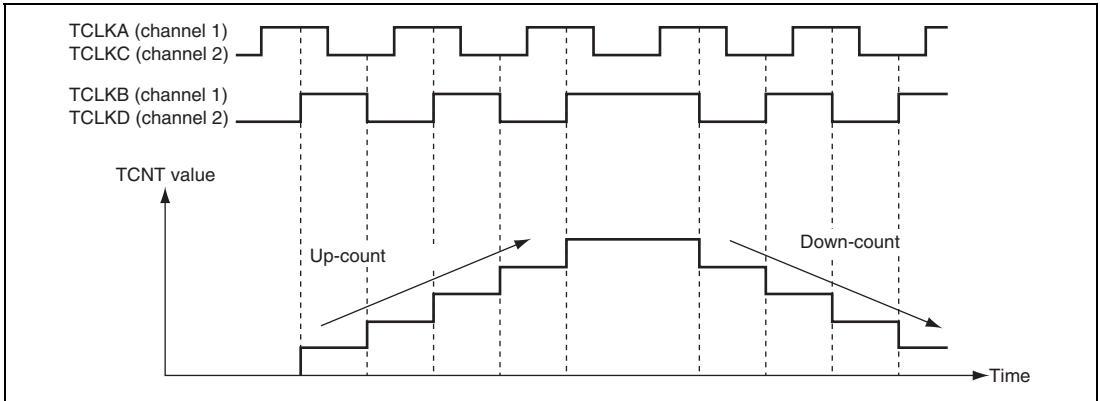 TCLKA (channel 1)
TCLKC (channel 2)
TCLKB (channel 1)
TCLKD (channel 2)
TCNT value
Up-count
Down-count
Time